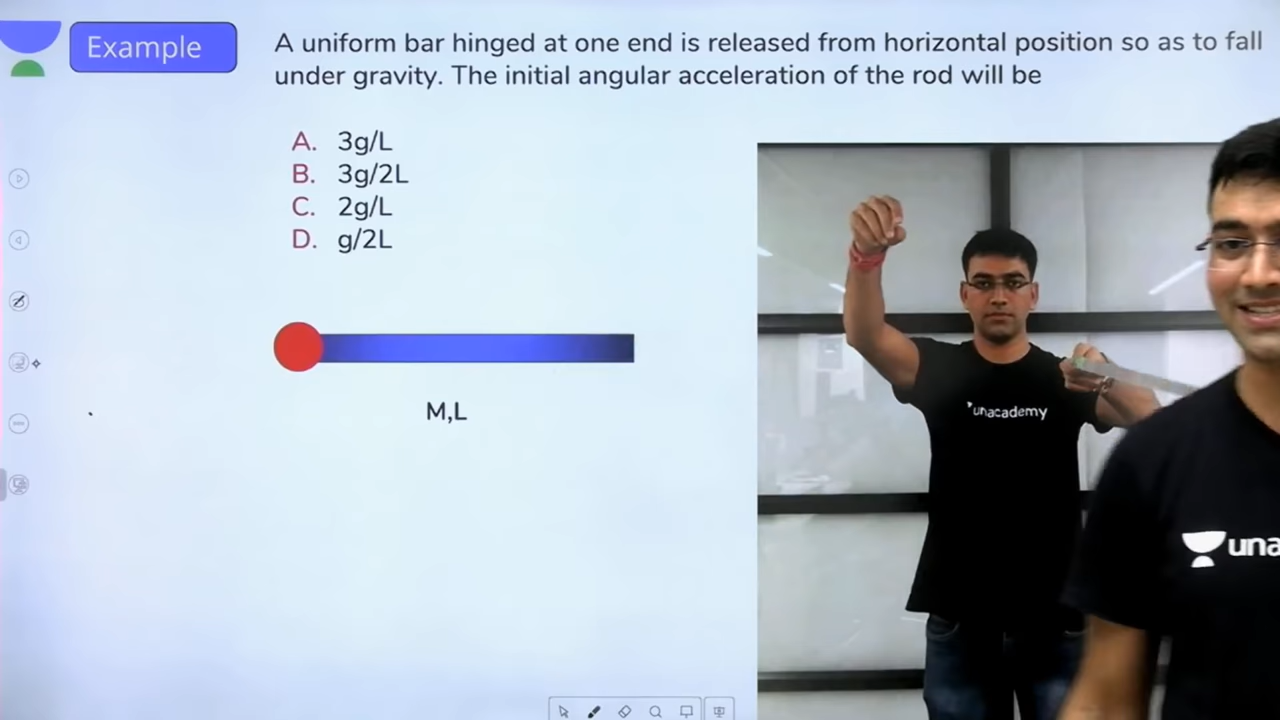 Example
A uniform bar hinged at one end is released from horizontal position so as to fall
under gravity. The initial angular acceleration of the rod will be
A. 3g/L
B. 3g/2L
C. 2g/L
D. g/2L
M,L
unacademy
una